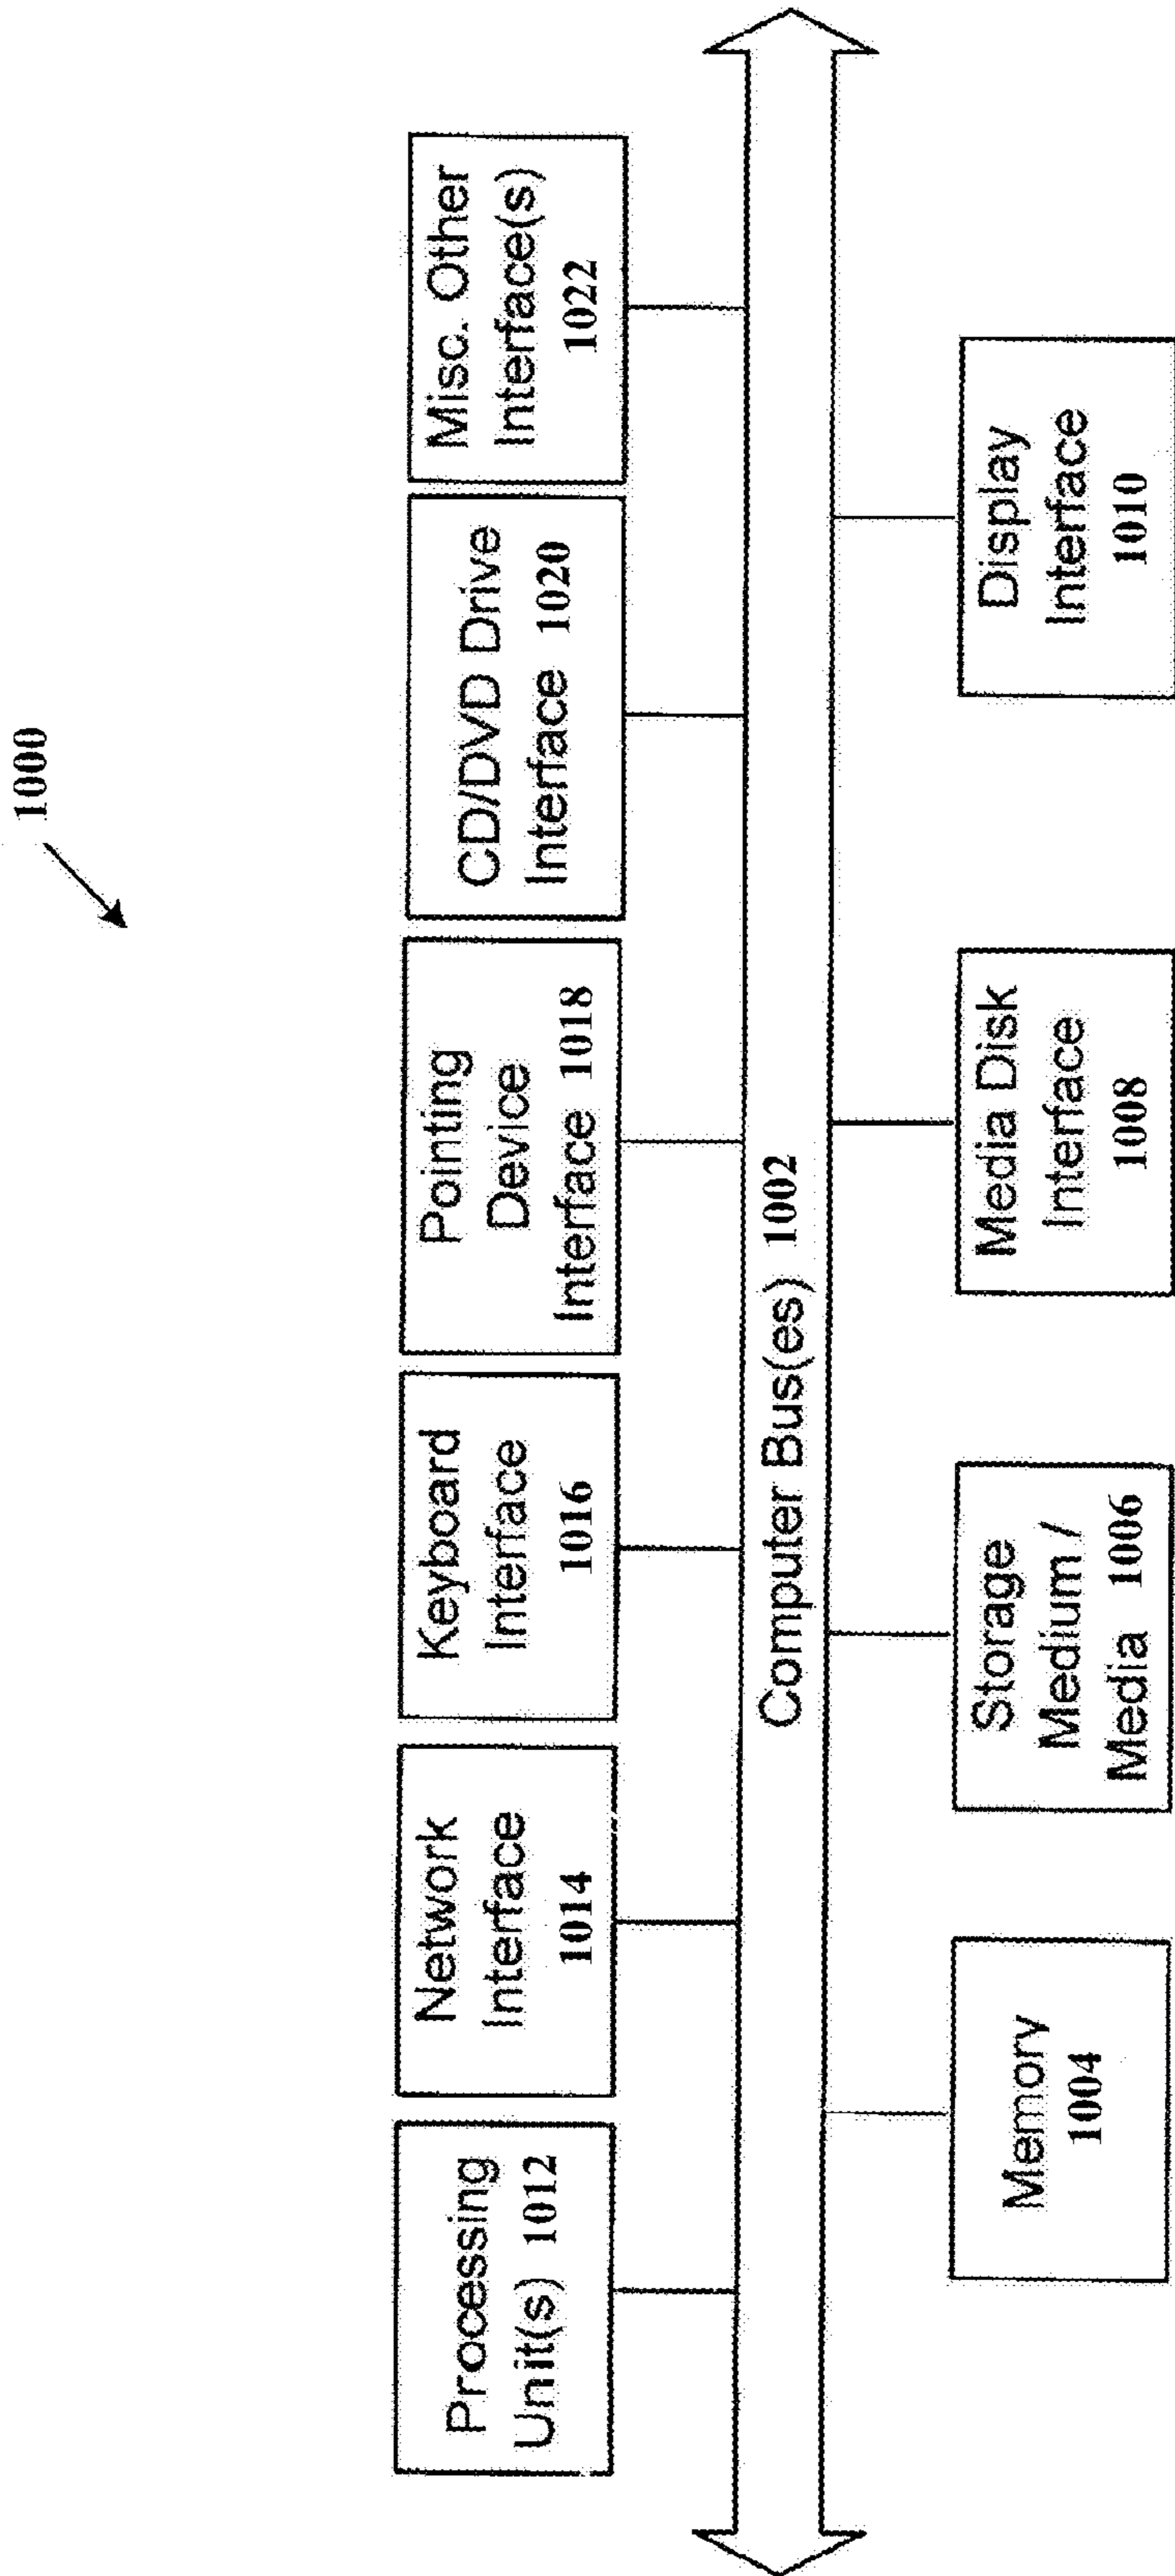 1000
Processing
Unit(s) 1012
Network
Interface
1014
Keyboard
Interface
1016
Pointing
Device
Interface 1018
CD/DVD Drive
Interface 1020
Misc. Other
Interface(s)
1022
Computer Bus(es) 1002
Memory
1004
Storage
Medium /
Media 1006
Media Disk
Interface
1008
Display
Interface
1010